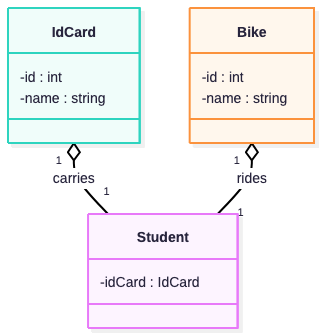 IdCard
-id : int
-name : string
Bike
-id : int
-name : string
1
carries
1
1
rides
1
Student
-idCard : IdCard